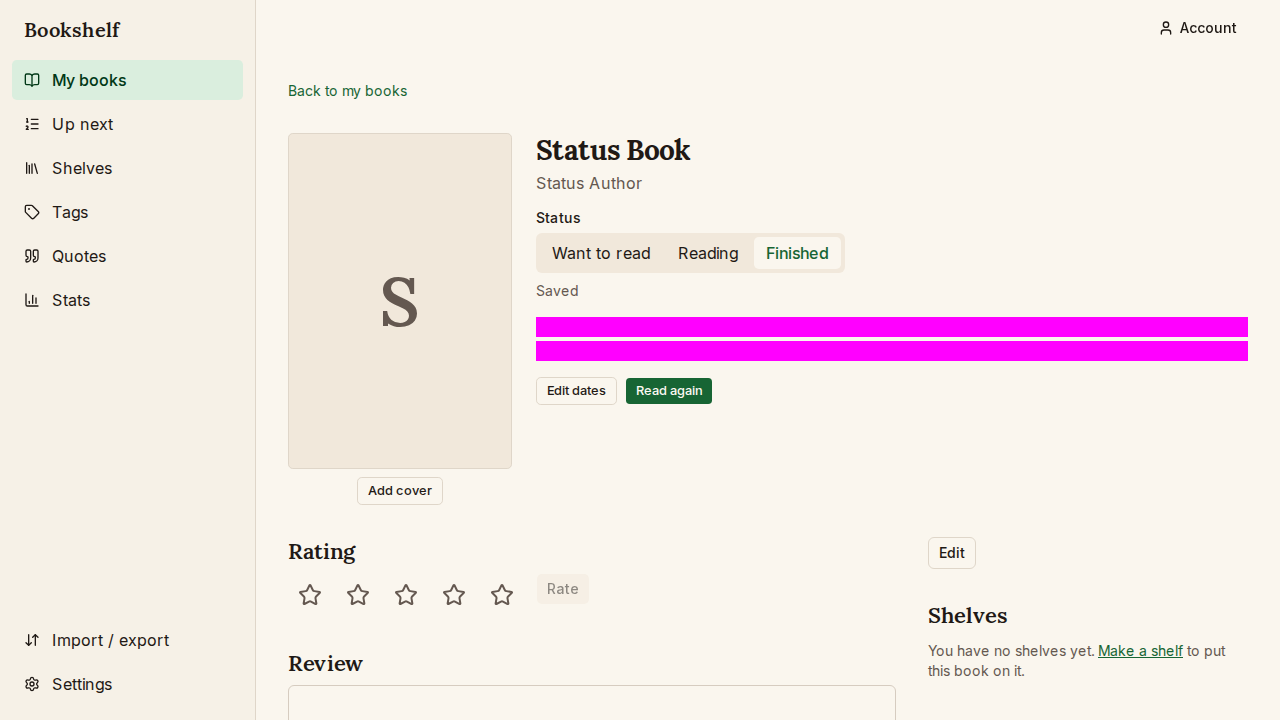 Bookshelf
My books
Up next
Shelves
Tags
Quotes
Stats
Import / export
Settings
Account
Back to my books
S
Add cover
Status Book
Status Author
Status
Want to read Reading Finished
Saved
Edit dates Read again
Rating
Rate
Review
Edit
Shelves
You have no shelves yet. Make a shelf to put
this book on it.